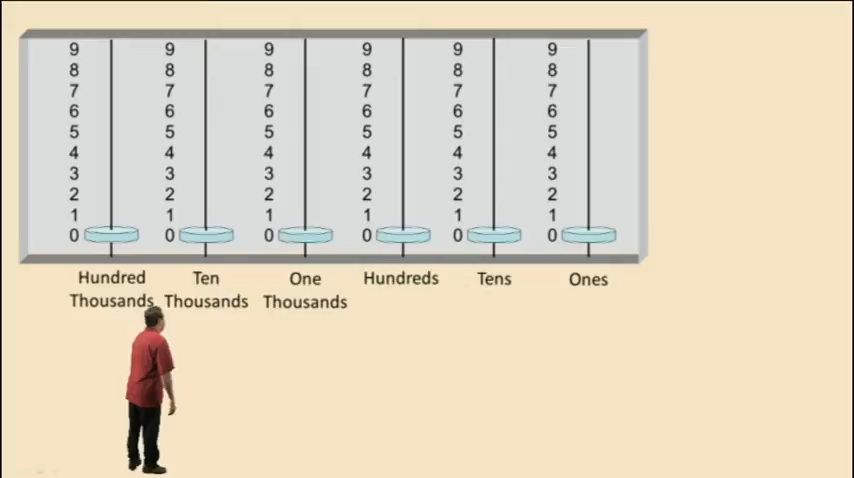 9 9 9 9 9 9
8 8 8 8 8 8
7 7 7 7 7 7
6 6 6 6 6 6
5 5 5 5 5 5
4 4 4 4 4 4
3 3 3 3 3 3
2 2 2 2 2 2
1 1 1 1 1 1
0 0 0 0 0 0
Hundred Ten One Hundreds Tens Ones
Thousands Thousands Thousands